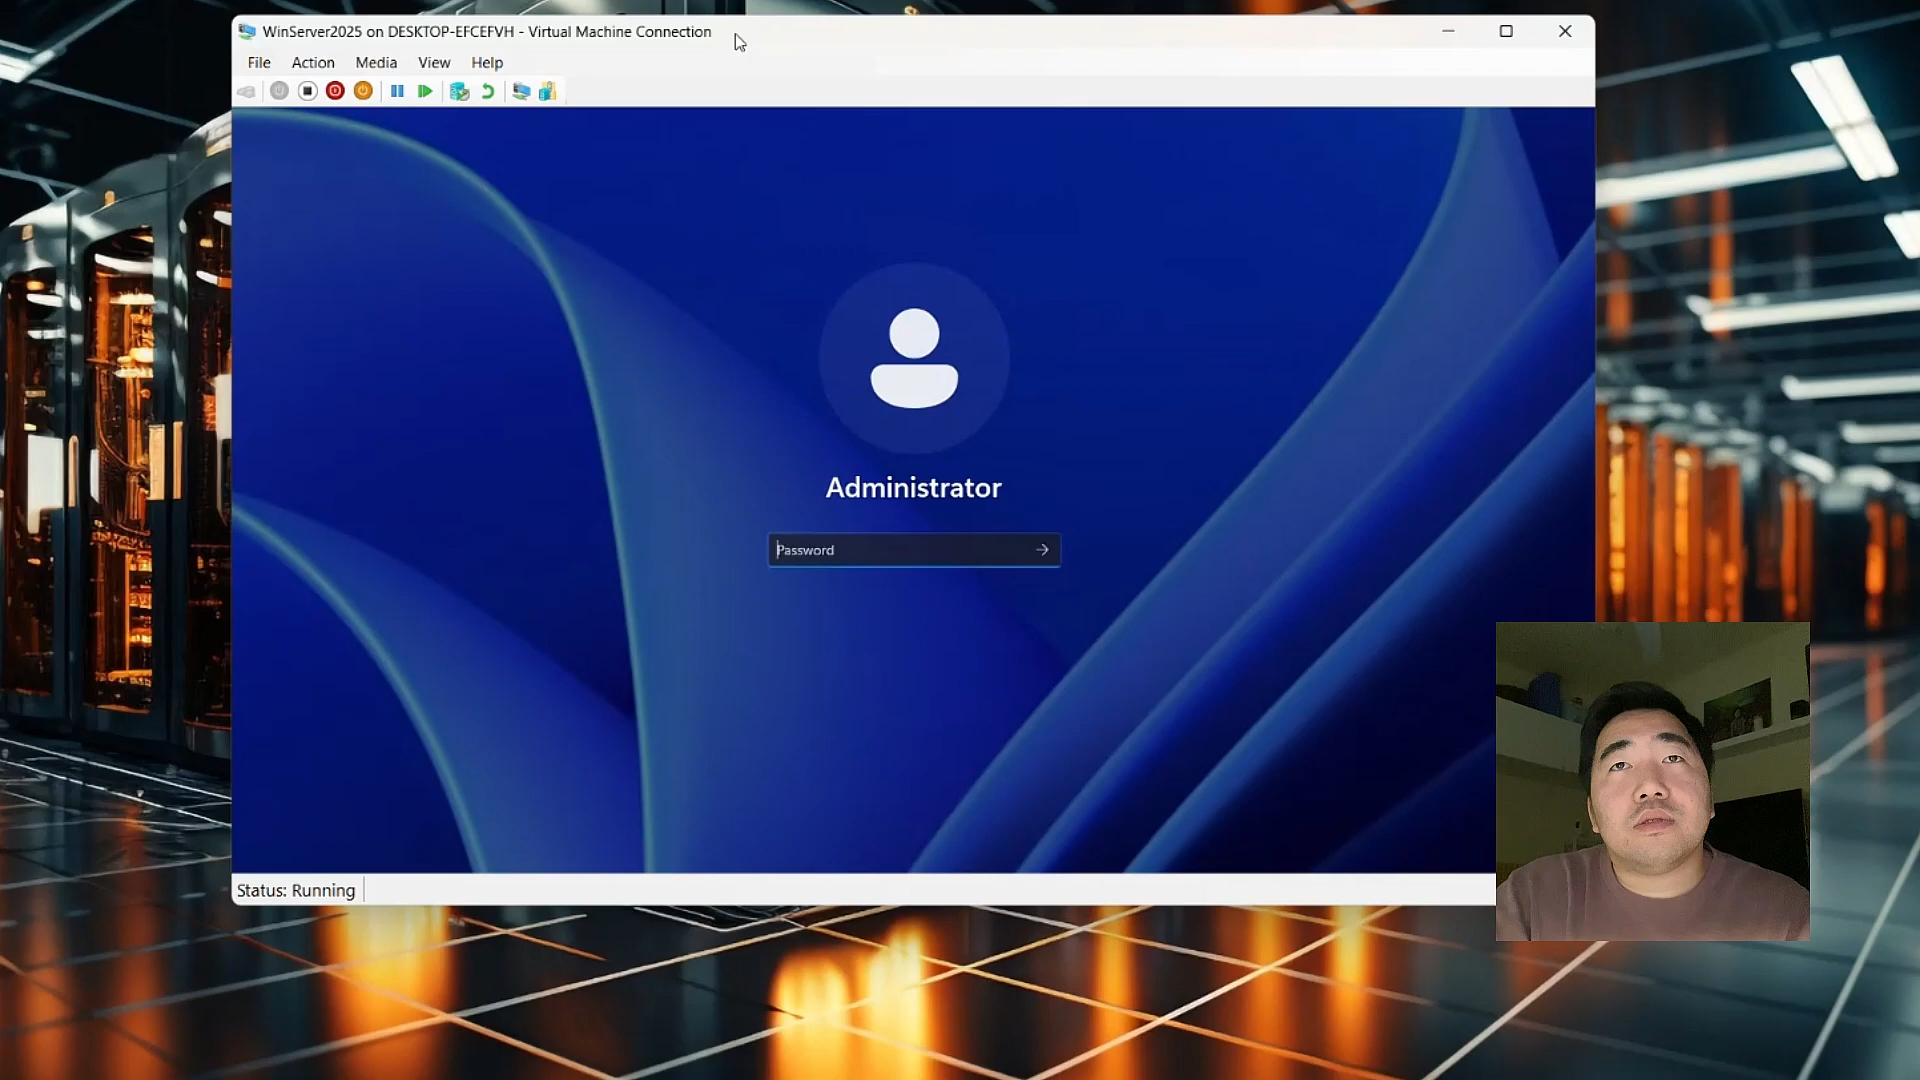 WinServer2025 on DESKTOP-EFCEFVH - Virtual Machine Connection
File Action Media View Help
Administrator
Password
Status: Running